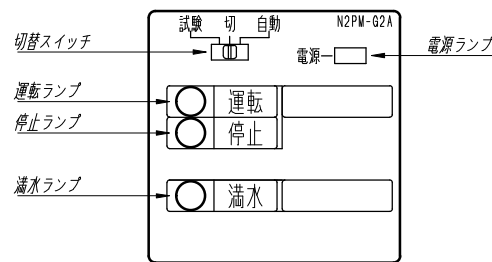 試験 切 自動 N2PM-G2A
切替スイッチ
電源 電源ランプ
運転ランプ 運転
停止ランプ 停止
満水ランプ 満水